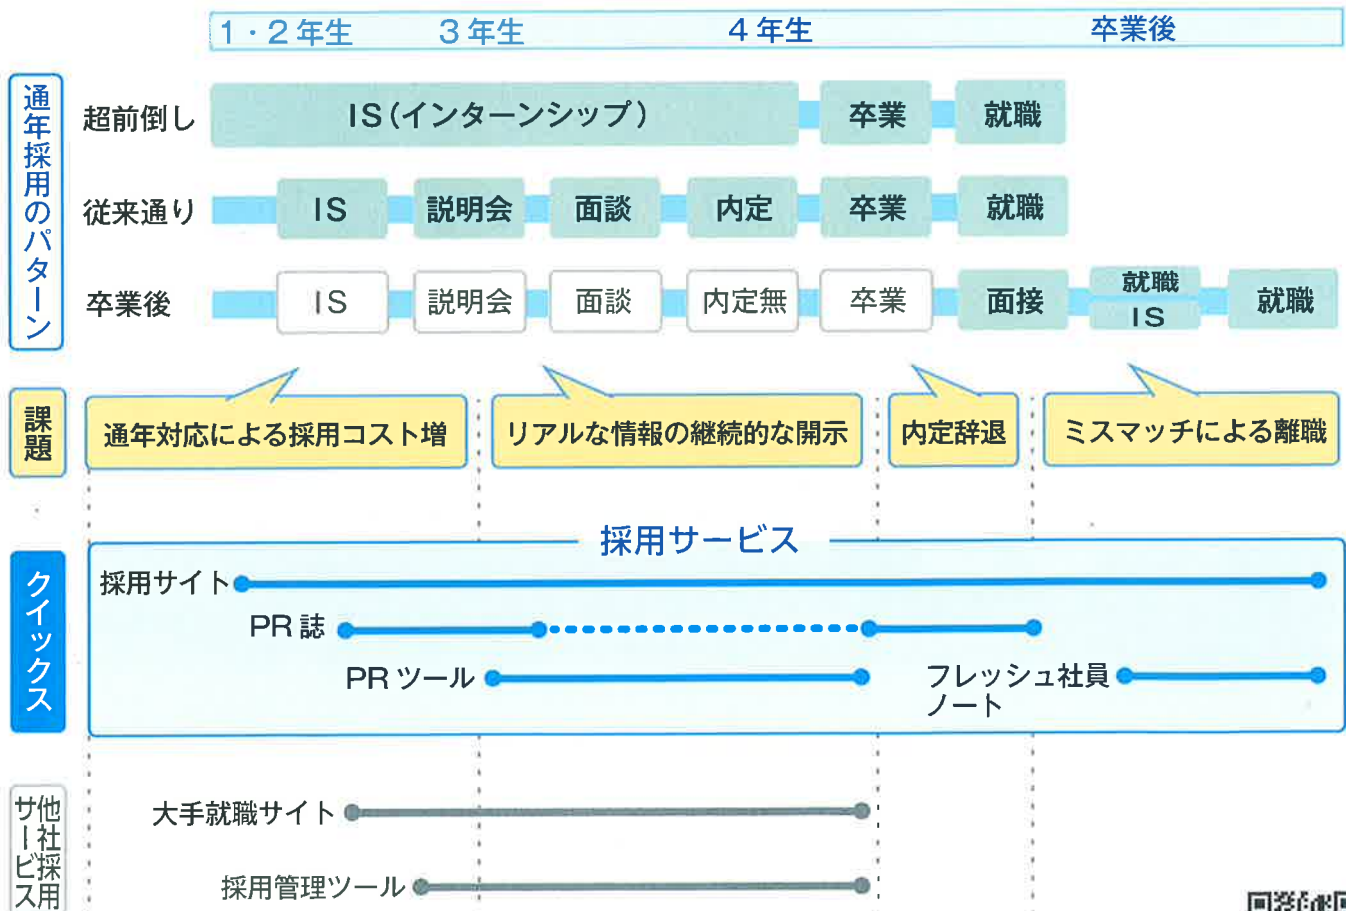 1・2年生 3年生 4年生 卒業後
通年採用のパターン
超前倒し IS(インターンシップ) 卒業 就職
従来通り IS 説明会 面談 内定 卒業 就職
卒業後 IS 説明会 面談 内定無 卒業 面接 就職 IS 就職
課題
通年対応による採用コスト増 リアルな情報の継続的な開示 内定辞退 ミスマッチによる離職
クイックス
採用サービス
採用サイト
PR誌
PRツール
フレッシュ社員
ノート
他社採用
サービス
大手就職サイト
採用管理ツール